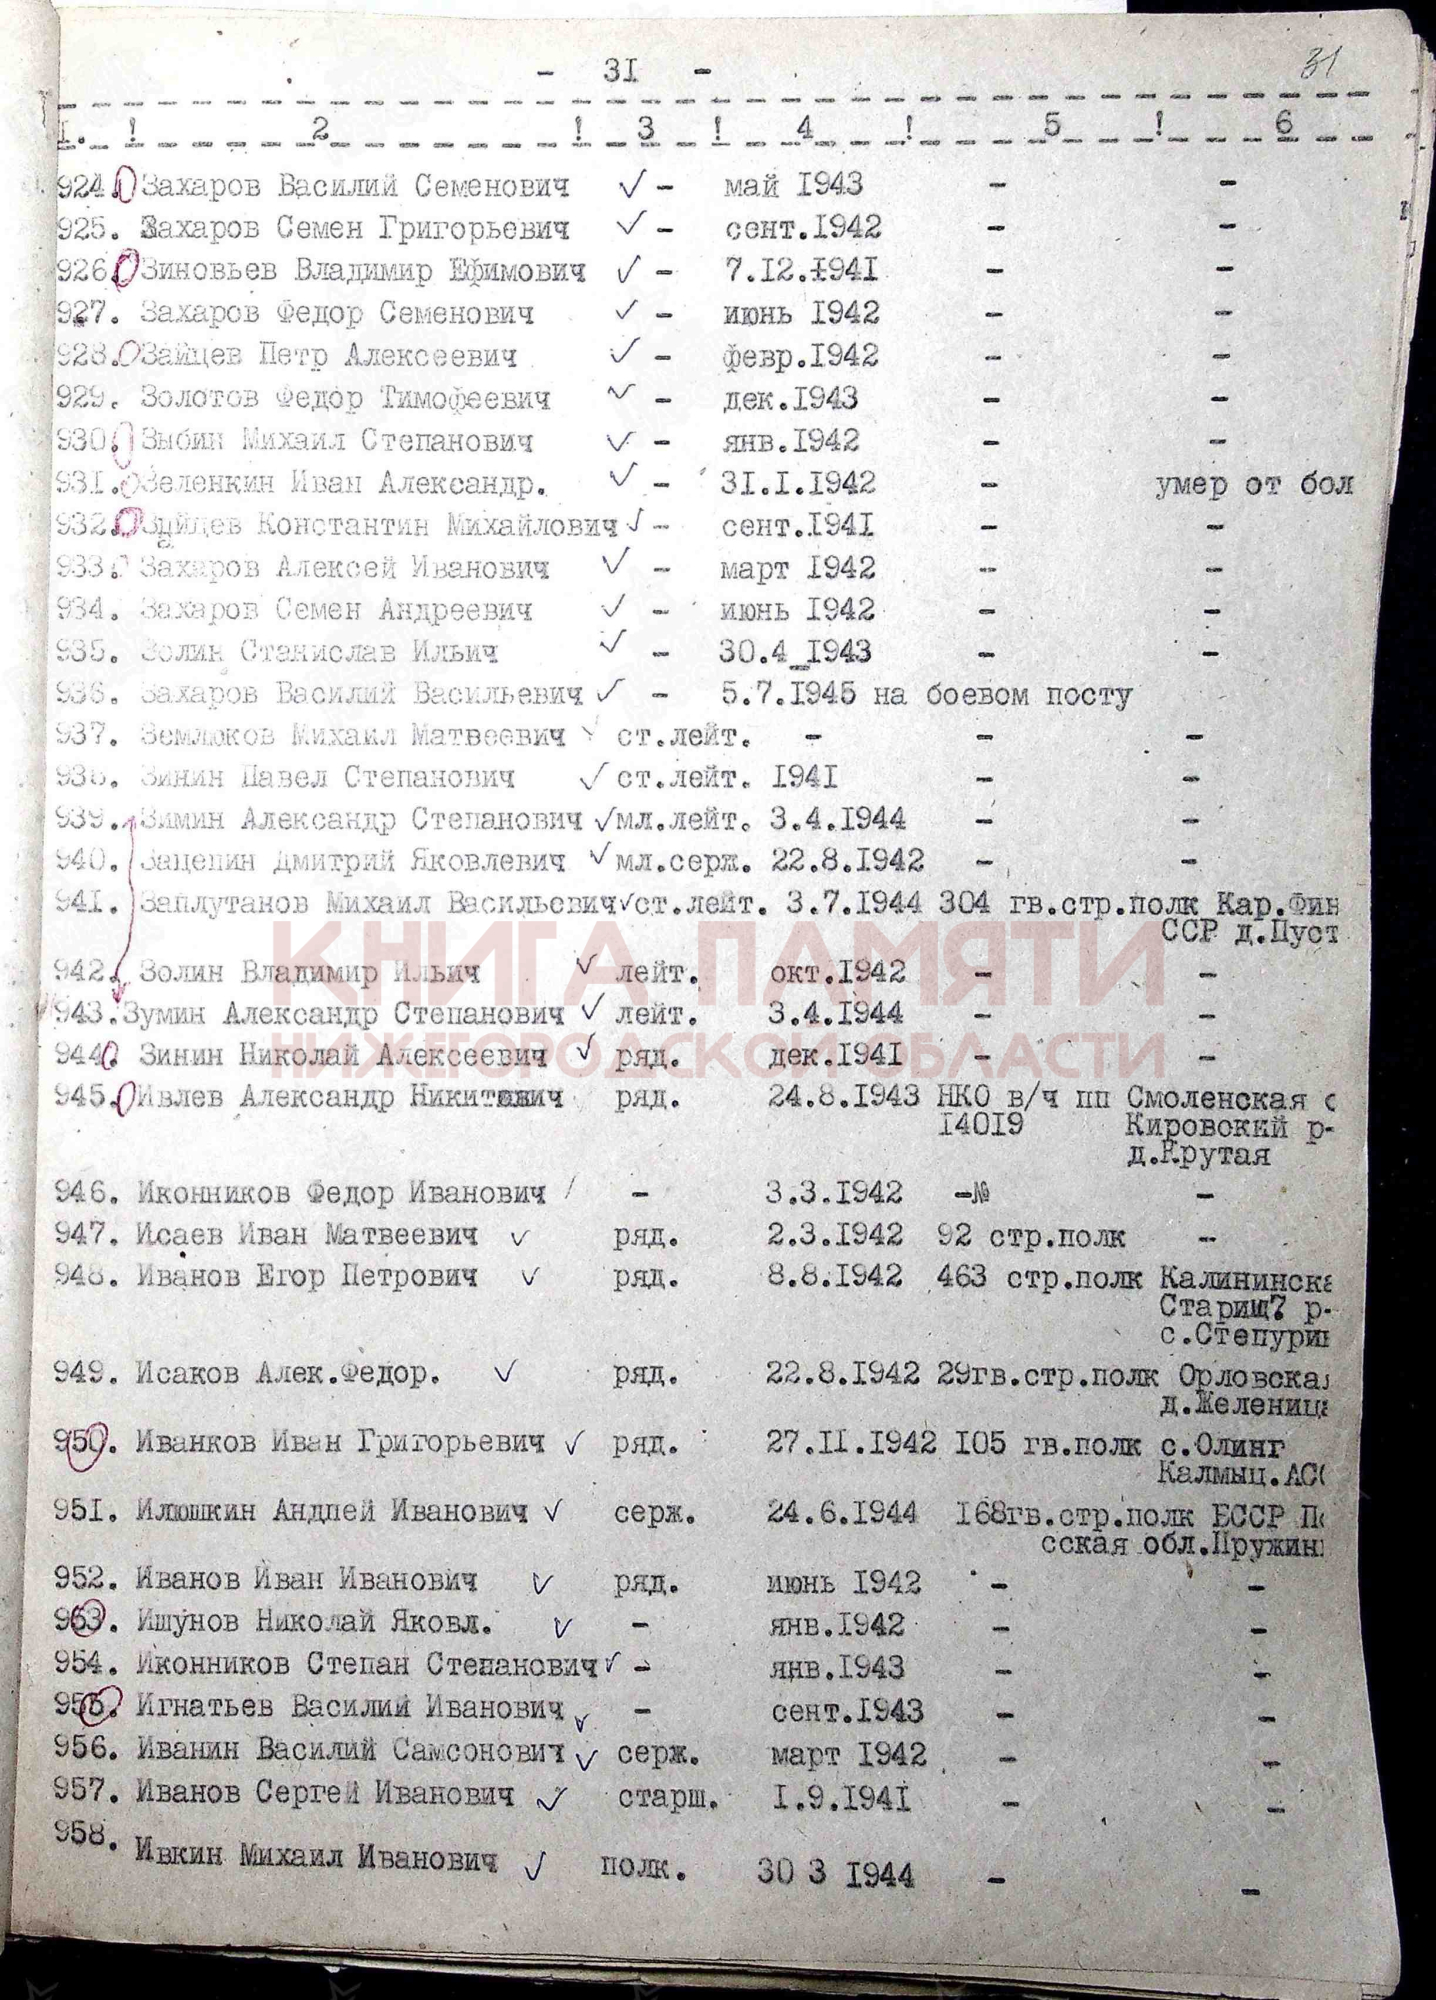 - 31 -
31
I. ! 2 ! 3 ! 4 ! 5 ! 6
924. Захаров Василий Семенович ✓ - май 1943 - -
925. Захаров Семен Григорьевич ✓ - сент.1942 - -
926. Зиновьев Владимир Ефимович ✓ - 7.12.1941 - -
927. Захаров Федор Семенович ✓ - июнь 1942 - -
928. Зайцев Петр Алексеевич ✓ - февр.1942 - -
929. Золотов Федор Тимофеевич ✓ - дек.1943 - -
930. Зыбин Михаил Степанович ✓ - янв.1942 - -
931. Зеленкин Иван Александр. ✓ - 31.I.1942 - умер от бол
932. Константин Михайлович ✓ - сент.1941 - -
933. Захаров Алексей Иванович ✓ - март 1942 - -
934. Захаров Семен Андреевич ✓ - июнь 1942 - -
935. Золин Станислав Ильич ✓ - 30.4_1943 - -
936. Захаров Василий Васильевич ✓ - 5.7.1945 на боевом посту
937. Землюков Михаил Матвеевич ✓ ст.лейт. - - -
938. Зинин Павел Степанович ✓ ст.лейт. 1941 - -
939. Зимин Александр Степанович ✓ мл.лейт. 3.4.1944 - -
940. Зацепин Дмитрий Яковлевич ✓ мл.серж. 22.8.1942 - -
941. Заплутанов Михаил Васильевич ✓ ст.лейт. 3.7.1944 304 гв.стр.полк Кар.Фин
ССР д.Пуст
942. Золин Владимир Ильич ✓ лейт. окт.1942 - -
943. Зумин Александр Степанович ✓ лейт. 3.4.1944 - -
944. Зинин Николай Алексеевич ✓ ряд. дек.1941 - -
945. Ивлев Александр Никитович ряд. 24.8.1943 НКО в/ч пп Смоленская о
14019 Кировский р-
д.Крутая
946. Иконников Федор Иванович / - 3.3.1942 -№ -
947. Исаев Иван Матвеевич ✓ ряд. 2.3.1942 92 стр.полк -
948. Иванов Егор Петрович ✓ ряд. 8.8.1942 463 стр.полк Калининска
Стариц7 р-
с.Степурин
949. Исаков Алек.Федор. ✓ ряд. 22.8.1942 29гв.стр.полк Орловская
д.Желеница
950. Иванков Иван Григорьевич ✓ ряд. 27.II.1942 105 гв.полк с.Олинг
Калмыц.АСС
951. Илюшкин Андпей Иванович ✓ серж. 24.6.1944 168гв.стр.полк БССР По
сская обл.Пружин
952. Иванов Иван Иванович ✓ ряд. июнь 1942 - -
953. Ишунов Николай Яковл. ✓ - янв.1942 - -
954. Иконников Степан Степанович ✓ - янв.1943 - -
955. Игнатьев Василий Иванович ✓ - сент.1943 - -
956. Иванин Василий Самсонович ✓ серж. март 1942 - -
957. Иванов Сергей Иванович ✓ старш. I.9.1941 - -
958. Ивкин Михаил Иванович ✓ полк. 30 3 1944 - -
КНИГА ПАМЯТИ
НИЖЕГОРОДСКОЙ ОБЛАСТИ